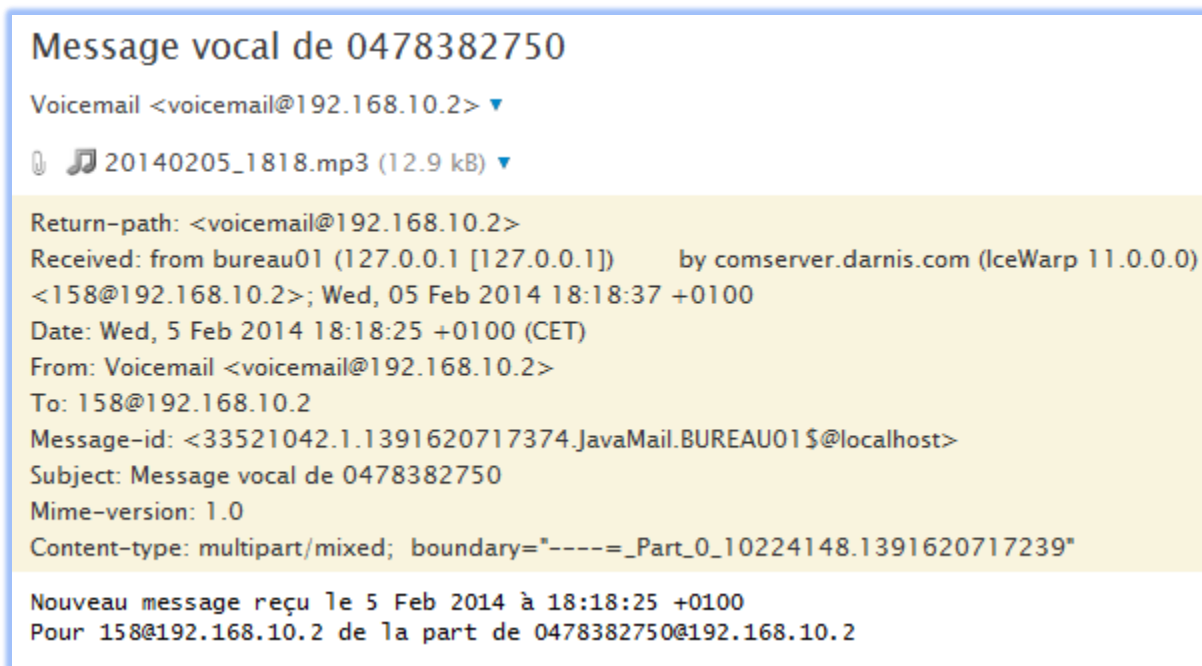 Message vocal de 0478382750
Voicemail <voicemail@192.168.10.2>
20140205_1818.mp3 (12.9 kB)
Return-path: <voicemail@192.168.10.2>
Received: from bureau01 (127.0.0.1 [127.0.0.1]) by comserver.darnis.com (IceWarp 11.0.0.0)
<158@192.168.10.2>; Wed, 05 Feb 2014 18:18:37 +0100
Date: Wed, 5 Feb 2014 18:18:25 +0100 (CET)
From: Voicemail <voicemail@192.168.10.2>
To: 158@192.168.10.2
Message-id: <33521042.1.1391620717374.JavaMail.BUREAU01$@localhost>
Subject: Message vocal de 0478382750
Mime-version: 1.0
Content-type: multipart/mixed; boundary="----=_Part_0_10224148.1391620717239"
Nouveau message reçu le 5 Feb 2014 à 18:18:25 +0100
Pour 158@192.168.10.2 de la part de 0478382750@192.168.10.2